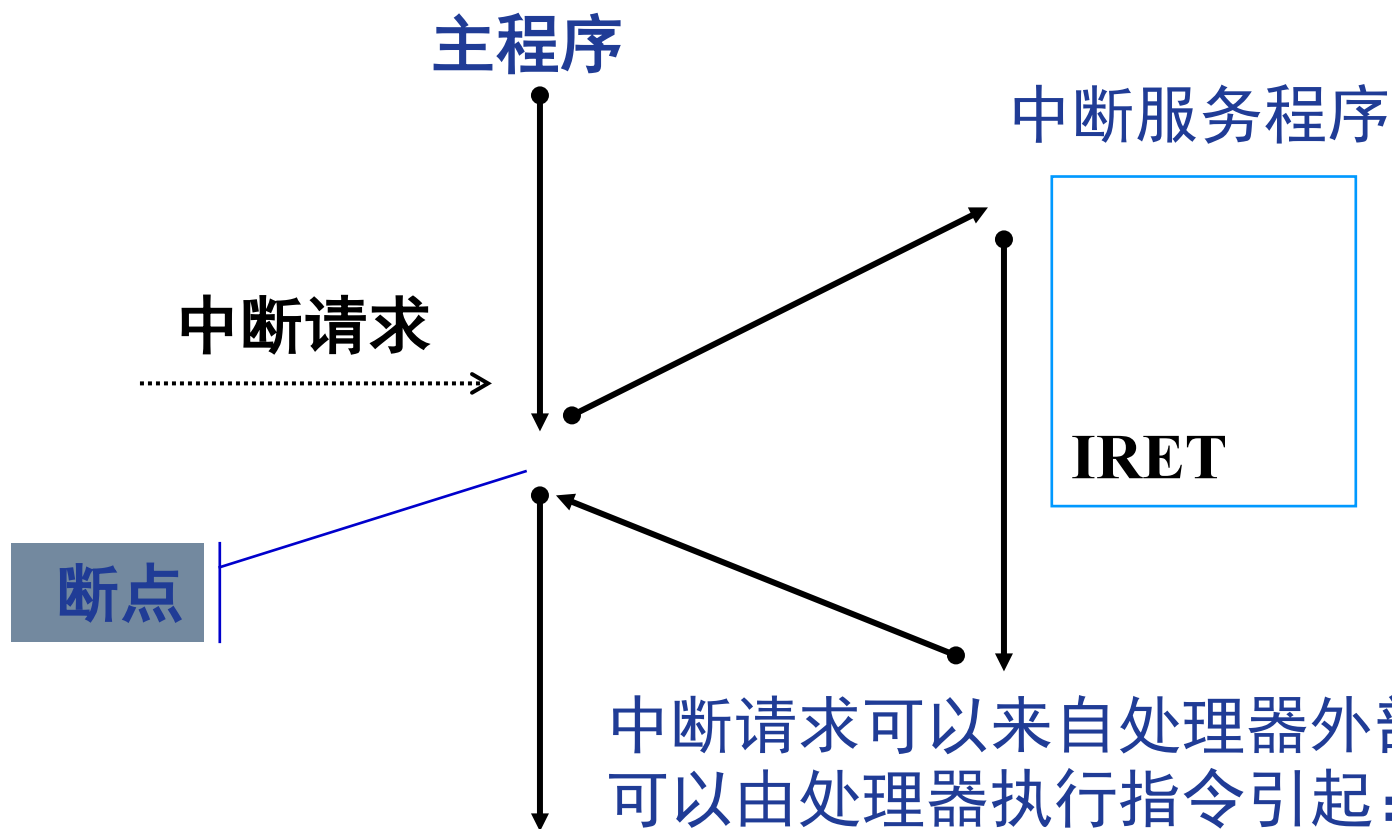 主程序
中断服务程序
中断请求
IRET
断点
中断请求可以来自处理器外
可以由处理器执行指令引起：